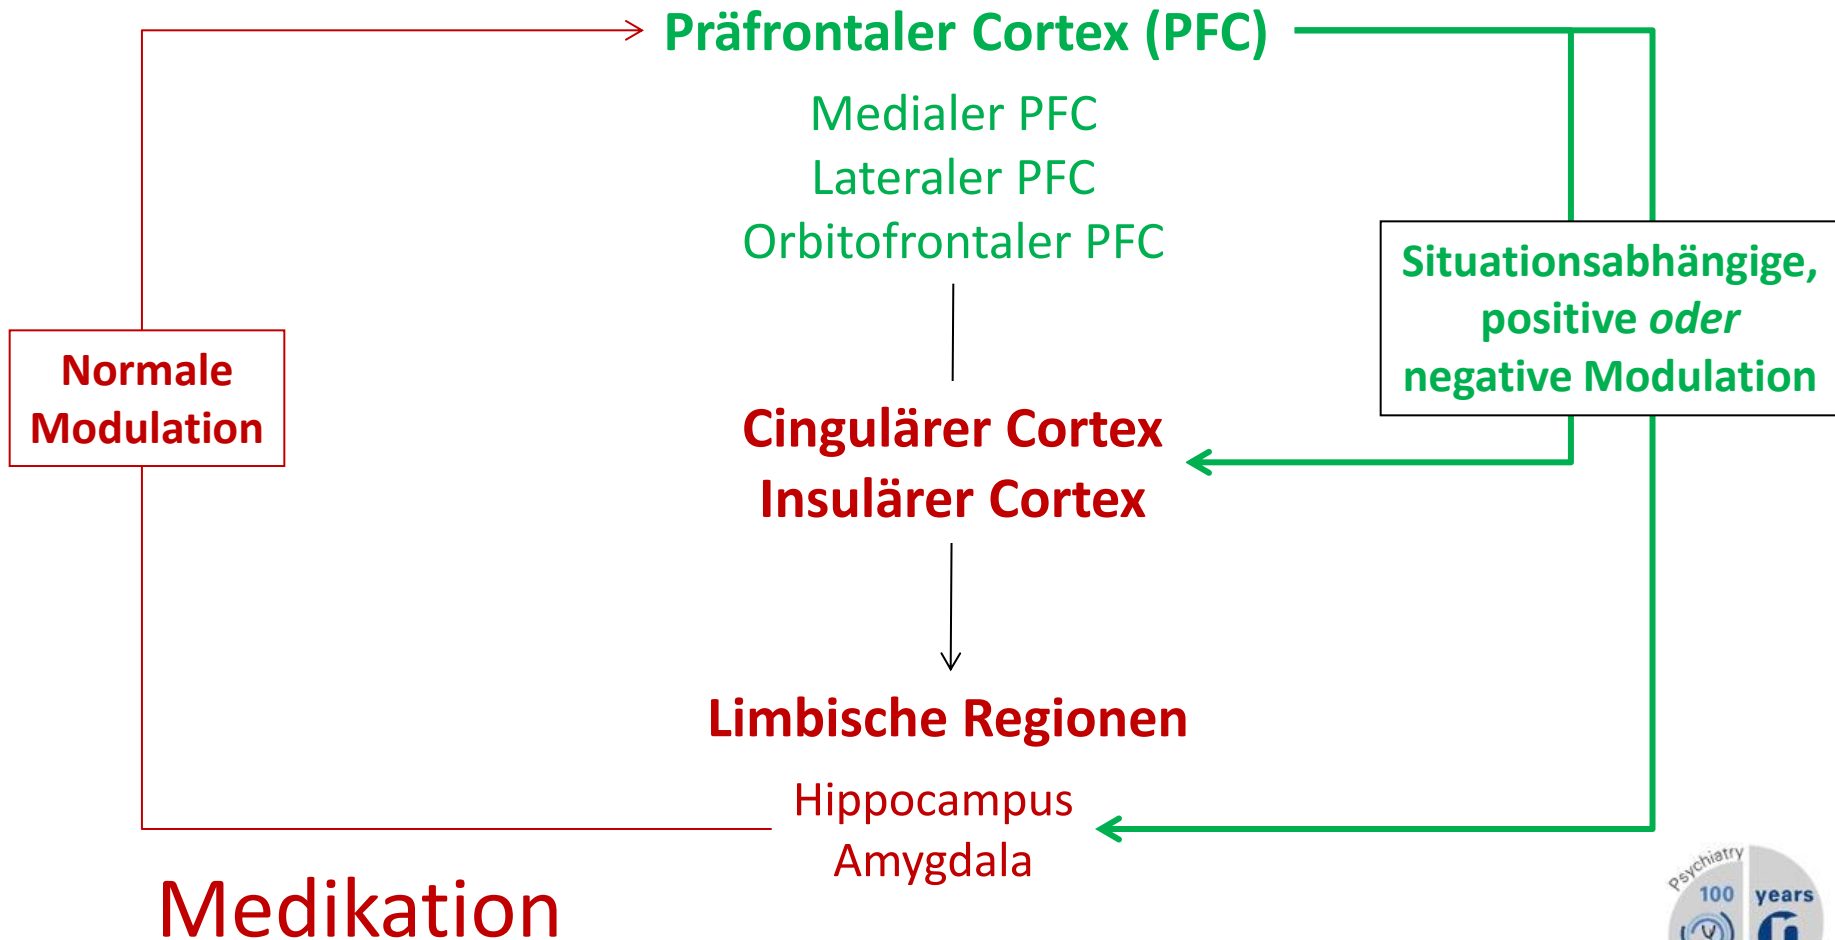 Präfrontaler Cortex (PFC)
Medialer PFC
Lateraler PFC
Orbitofrontaler PFC
Situationsabhängige,
positive oder
negative Modulation
Normale
Modulation
Cingulärer Cortex
Insulärer Cortex
Limbische Regionen
Hippocampus
Amygdala
Medikation
Psychiatry
100 years